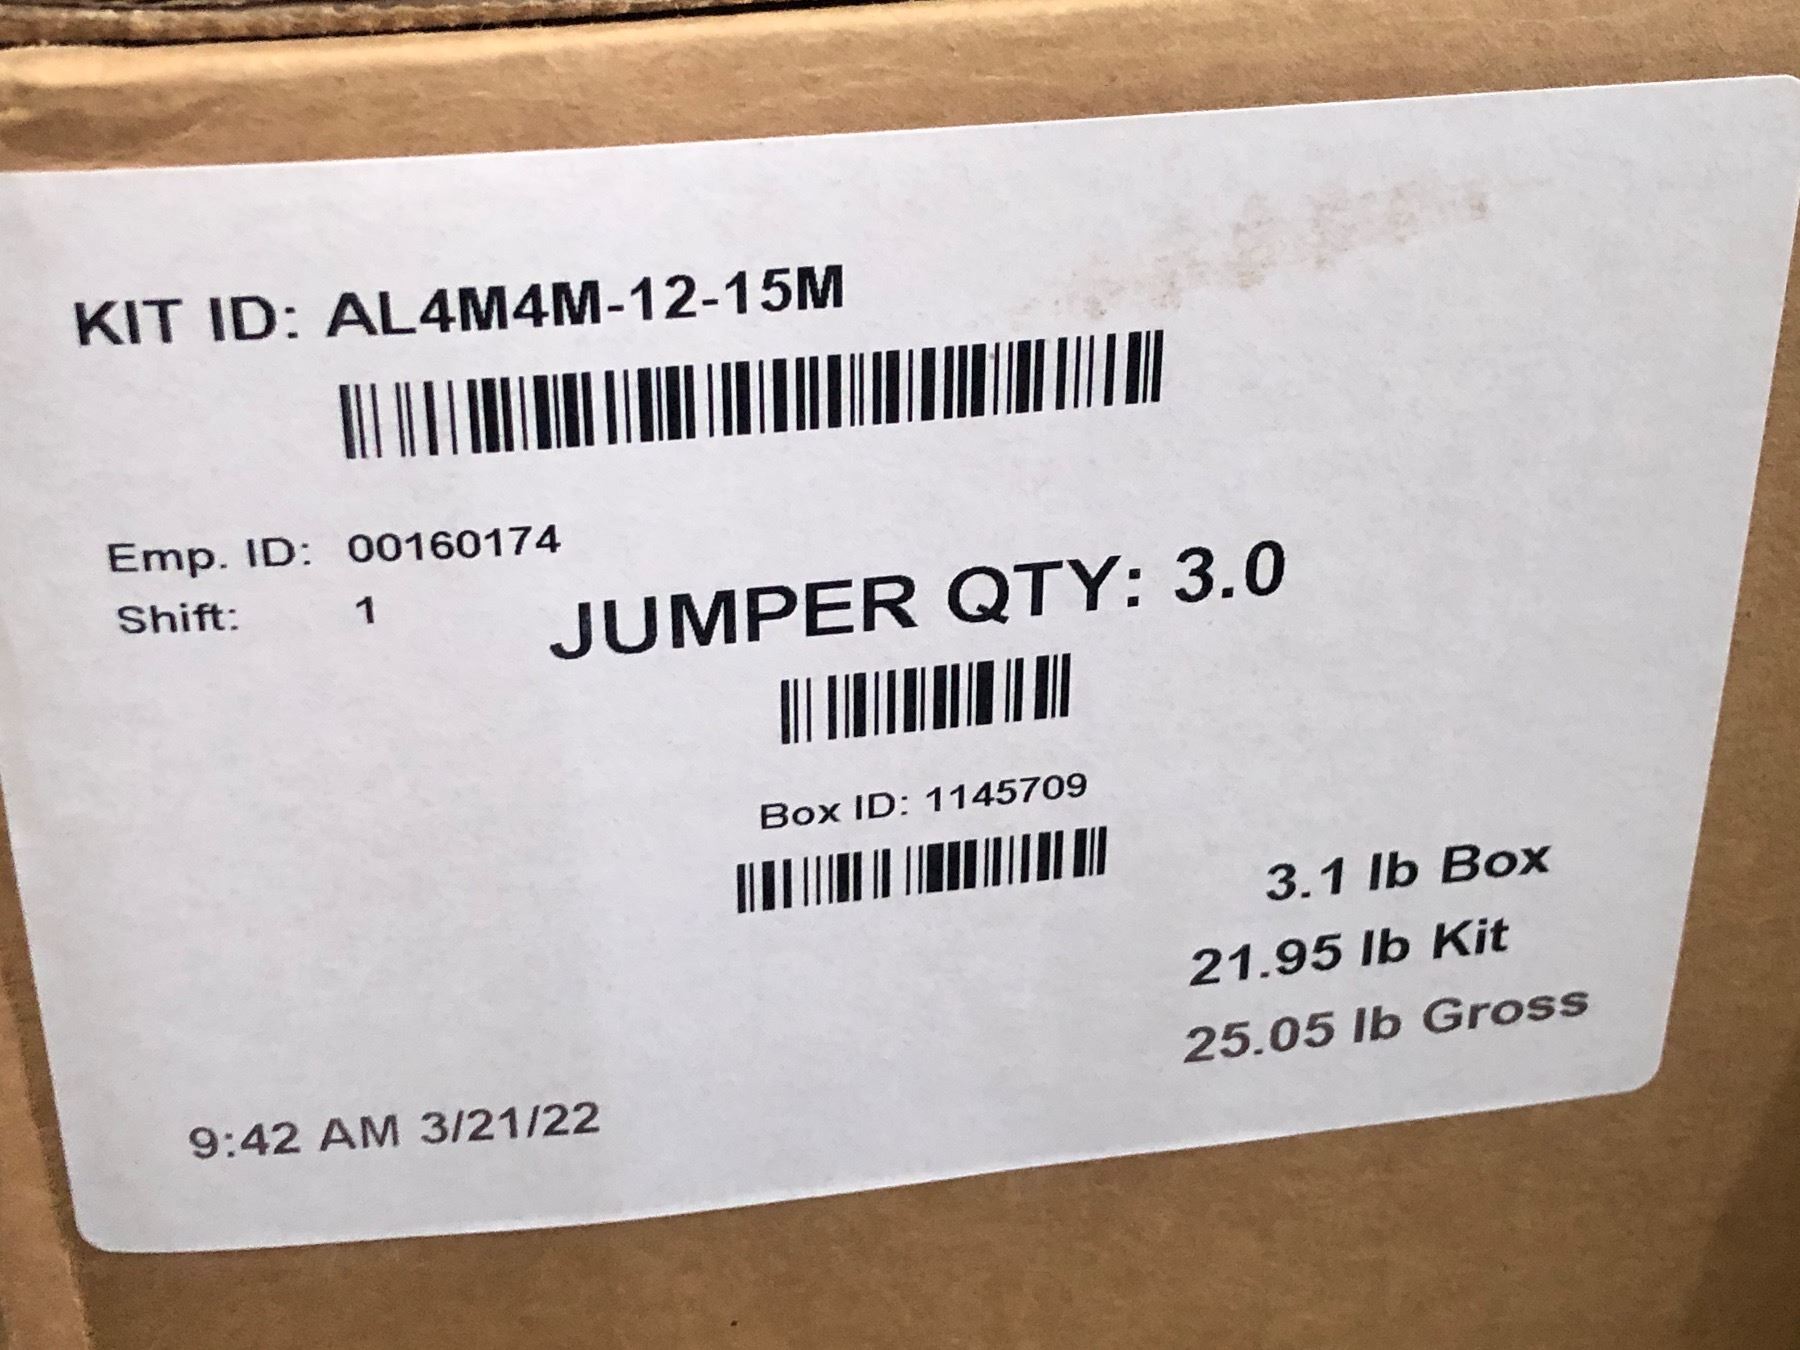 KIT ID: AL4M4M-12-15M
Emp. ID: 00160174
Shift: 1
JUMPER QTY: 3.0
Box ID: 1145709
3.1 lb Box
21.95 lb Kit
25.05 lb Gross
9:42 AM 3/21/22